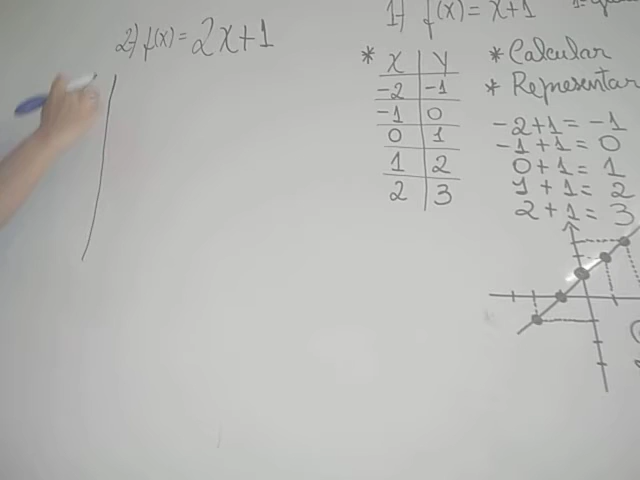 2) f(x) = 2x+1
1-) f(x) = x+1
* X | Y
-2 | -1
-1 | 0
0 | 1
1 | 2
2 | 3
* Calcular
* Representar
-2+1 = -1
-1+1 = 0
0+1 = 1
1+1 = 2
2+1 = 3